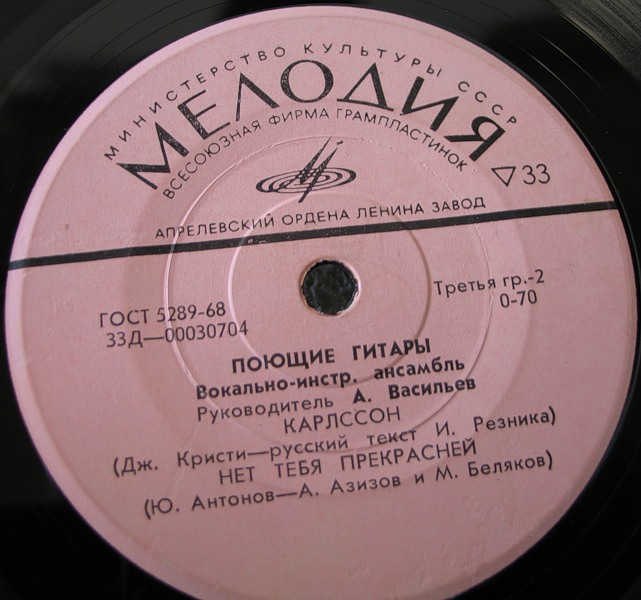 МИНИСТЕРСТВО КУЛЬТУРЫ СССР
МЕЛОДИЯ
ВСЕСОЮЗНАЯ ФИРМА ГРАМПЛАСТИНОК
33
АПРЕЛЕВСКИЙ ОРДЕНА ЛЕНИНА ЗАВОД
ГОСТ 5289-68
33Д—00030704
Третья гр.-2
0-70
ПОЮЩИЕ ГИТАРЫ
Вокально-инстр. ансамбль
Руководитель А. Васильев
КАРЛССОН
(Дж. Кристи—русский текст И. Резника)
НЕТ ТЕБЯ ПРЕКРАСНЕЙ
(Ю. Антонов—А. Азизов и М. Беляков)